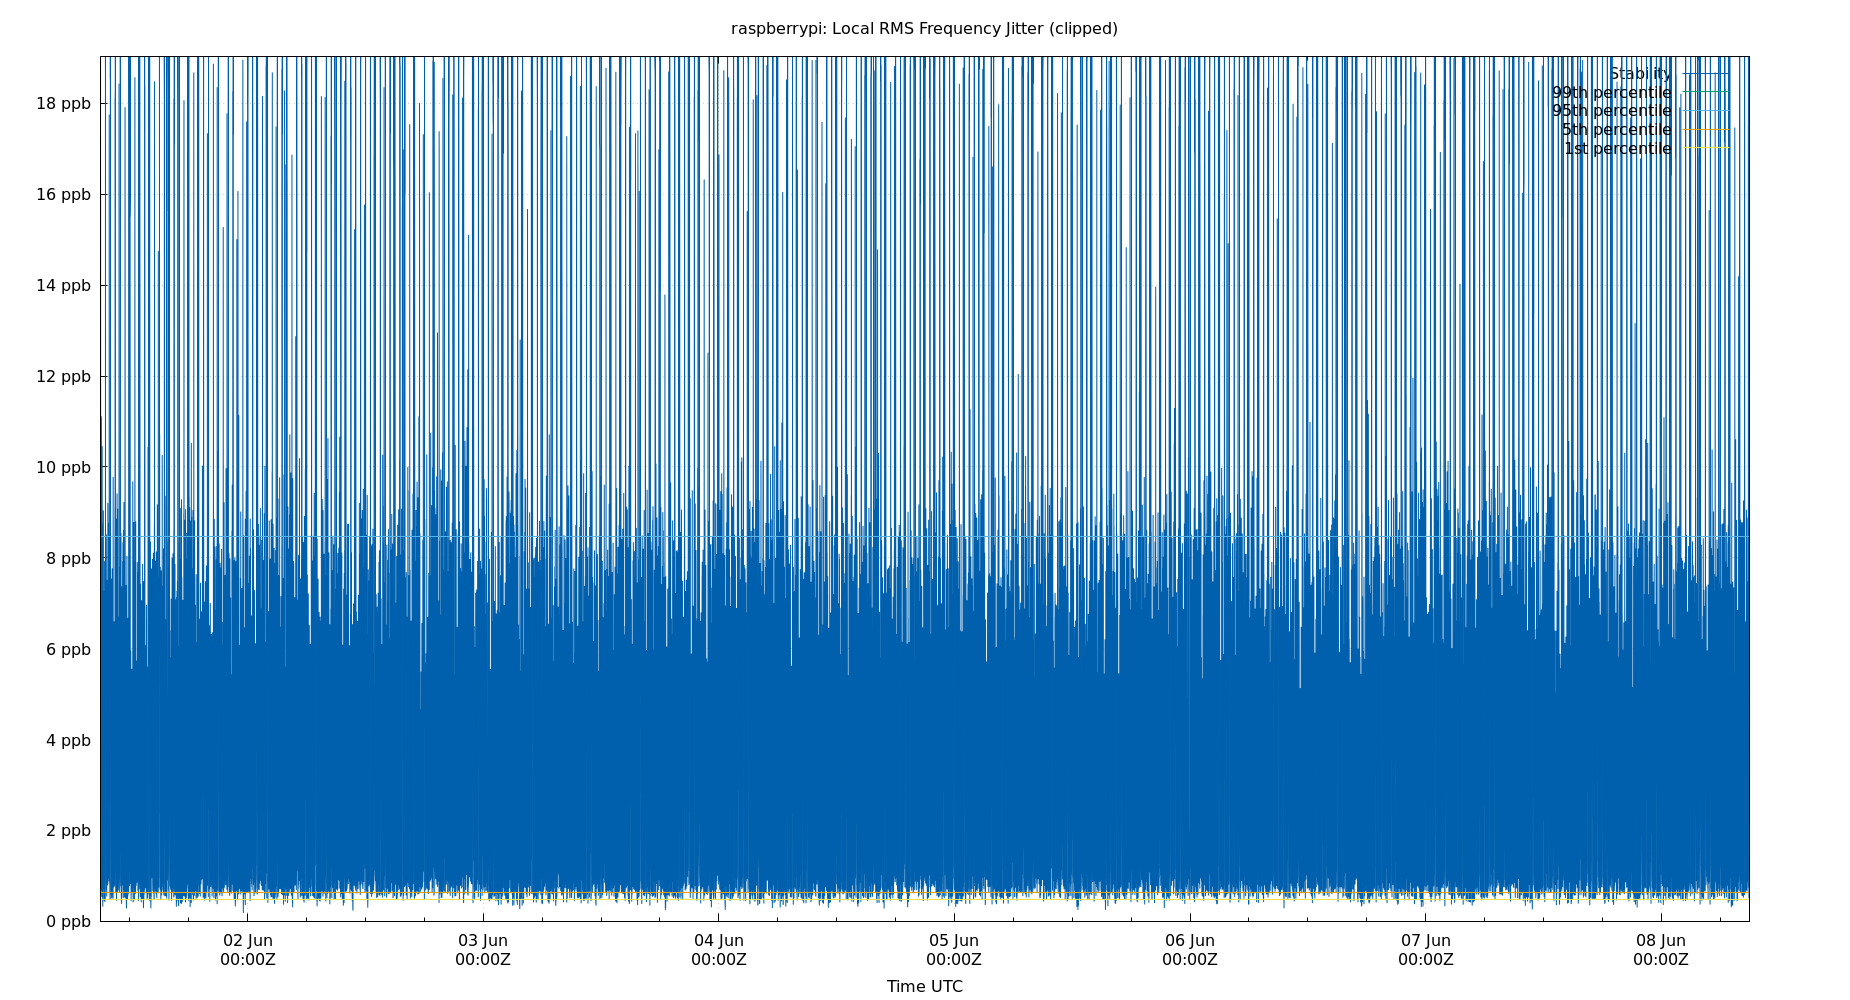 raspberrypi: Local RMS Frequency Jitter (clipped)
Stability
99th percentile
95th percentile
5th percentile
1st percentile
18 ppb
16 ppb
14 ppb
12 ppb
10 ppb
8 ppb
6 ppb
4 ppb
2 ppb
0 ppb
02 Jun 03 Jun 04 Jun 05 Jun 06 Jun 07 Jun 08 Jun
00:00Z 00:00Z 00:00Z 00:00Z 00:00Z 00:00Z 00:00Z
Time UTC